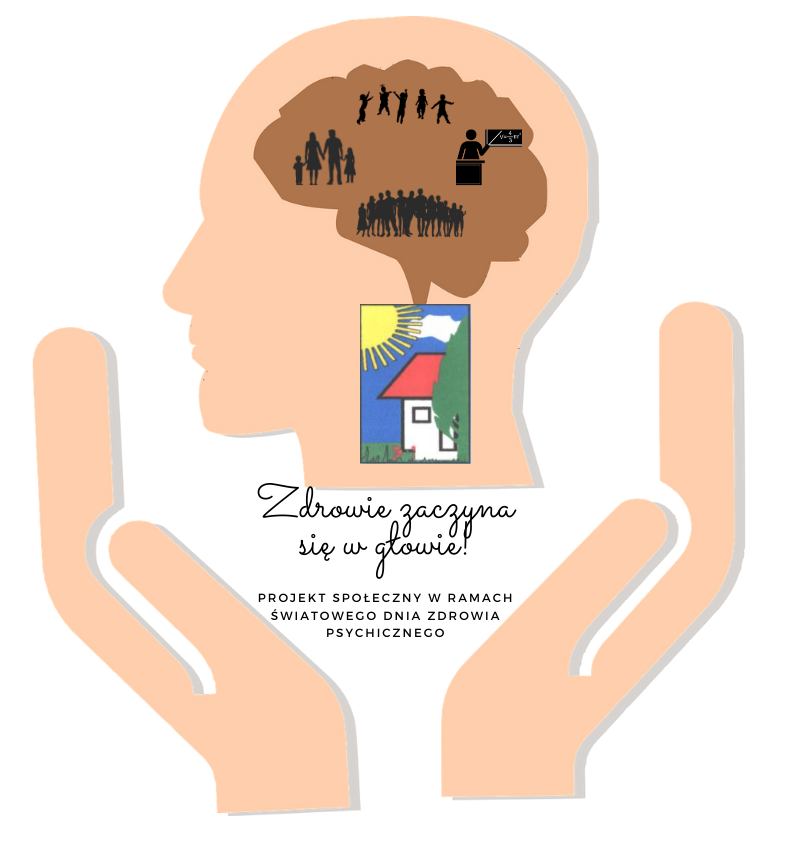 Zdrowie zaczyna
się w głowie!
PROJEKT SPOŁECZNY W RAMACH
ŚWIATOWEGO DNIA ZDROWIA
PSYCHICZNEGO